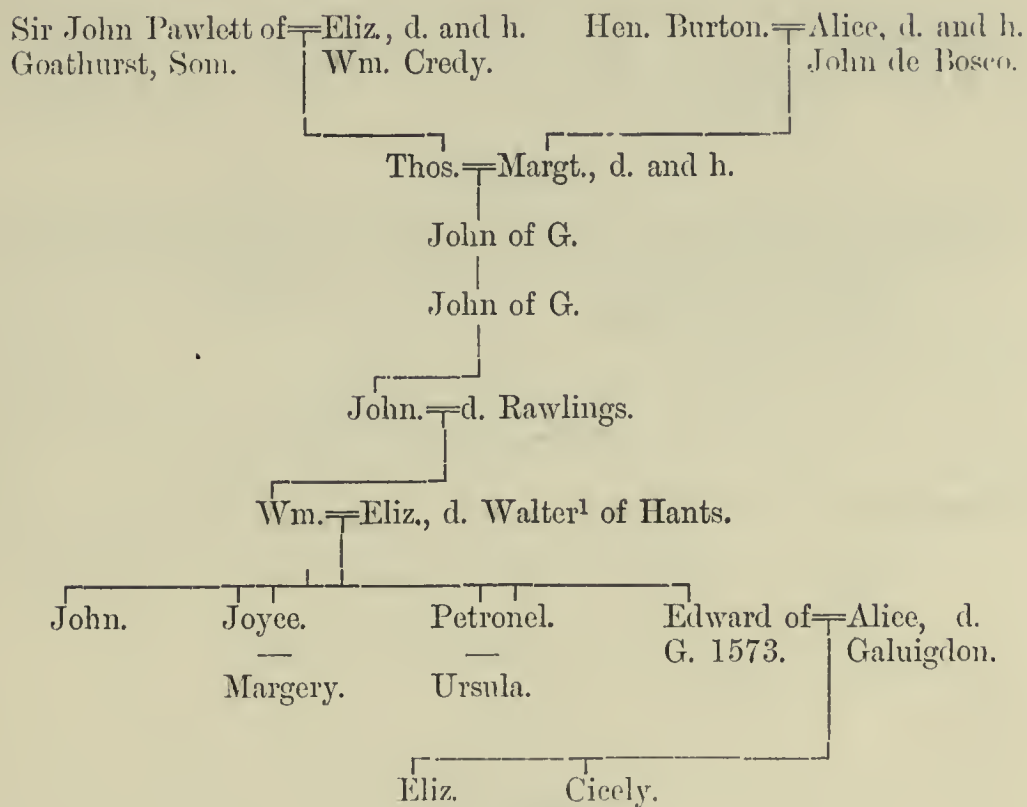 Sir John Pawlett of Eliz., d. and h. Hen. Burton. Alice, d. and h.
Goathurst, Som. Wm. Credy. John de Bosco.
Thos. Margt., d. and h.
John of G.
John of G.
John. d. Rawlings.
Wm. Eliz., d. Walter¹ of Hants.
John. Joyce. Petronel. Edward of Alice, d.
— — G. 1573. Galuigdon.
Margery. Ursula.
Eliz. Cicely.